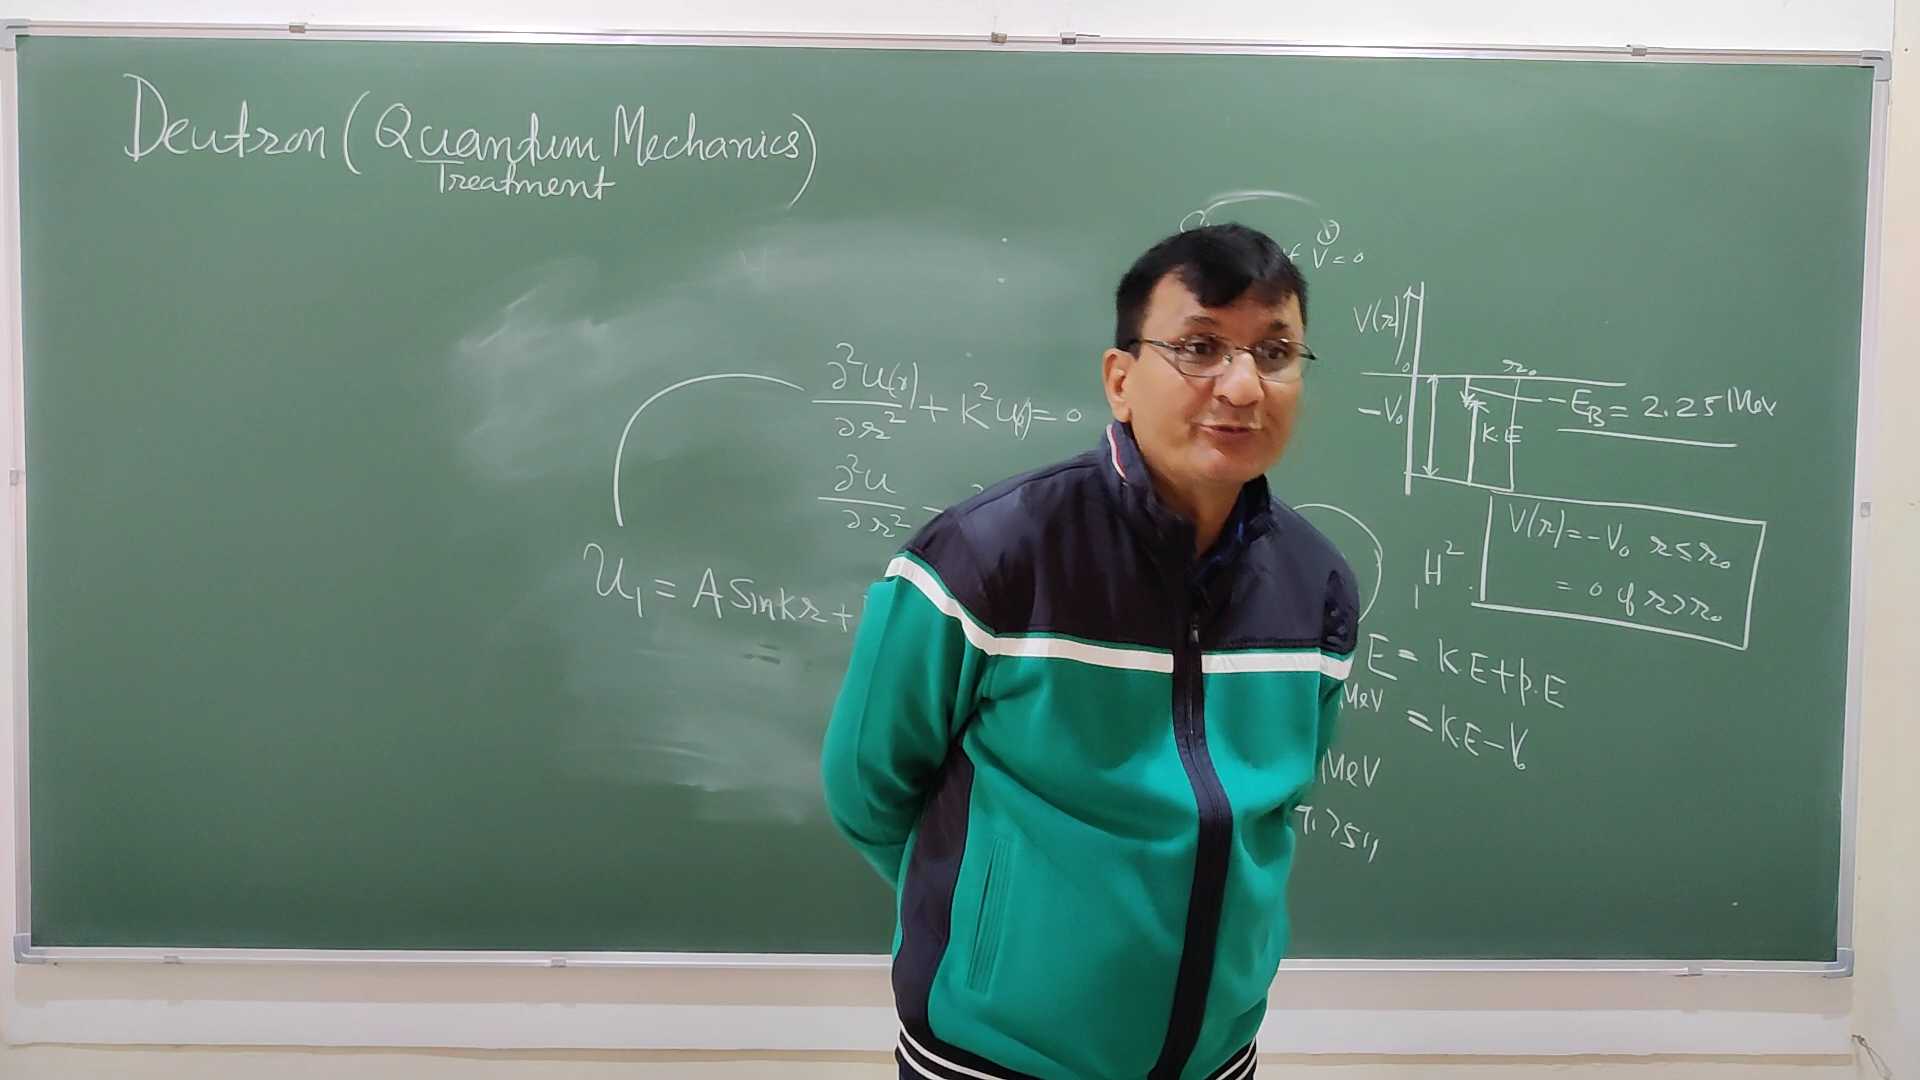 Deutron (Quantum Mechanics)
Treatment
V = 0
∂²u(r)/∂r² + K²u(r) = 0
∂²u/∂r²
U₁ = A Sin kr +
V(r)
0
r₀
-V₀
K.E
-E_B = 2.25 MeV
₁H²
V(r) = -V₀ r ≤ r₀
= 0 if r > r₀
E = K.E + p.E
MeV
= K.E - V₀
MeV